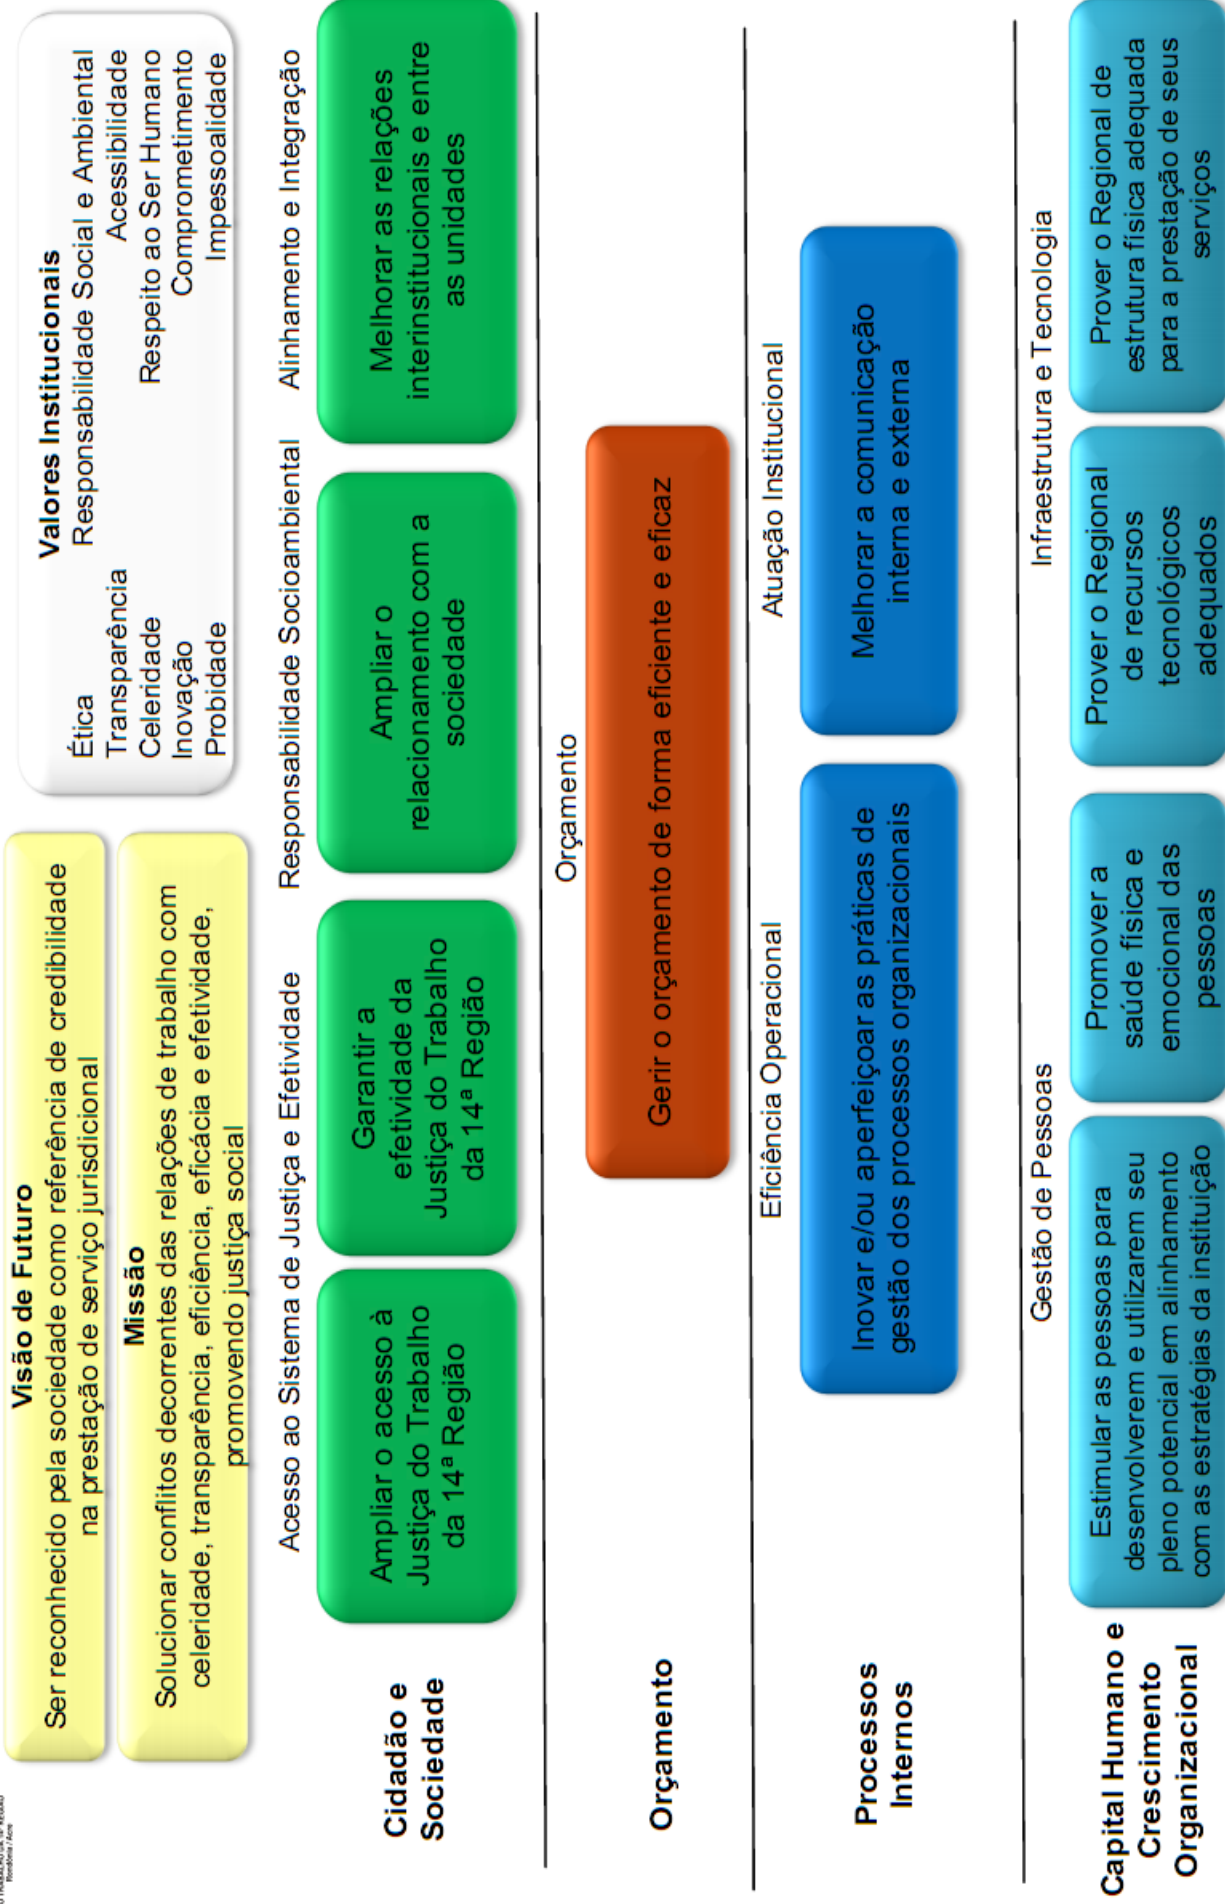 TRABALHO DA 14ª REGIÃO
Rondônia / Acre
Visão de Futuro
Ser reconhecido pela sociedade como referência de credibilidade
na prestação de serviço jurisdicional
Missão
Solucionar conflitos decorrentes das relações de trabalho com
celeridade, transparência, eficiência, eficácia e efetividade,
promovendo justiça social
Valores Institucionais
Ética Responsabilidade Social e Ambiental
Transparência Acessibilidade
Celeridade Respeito ao Ser Humano
Inovação Comprometimento
Probidade Impessoalidade
Acesso ao Sistema de Justiça e Efetividade Responsabilidade Socioambiental Alinhamento e Integração
Cidadão e
Sociedade
Ampliar o acesso à
Justiça do Trabalho
da 14ª Região
Garantir a
efetividade da
Justiça do Trabalho
da 14ª Região
Ampliar o
relacionamento com a
sociedade
Melhorar as relações
interinstitucionais e entre
as unidades
Orçamento
Orçamento
Gerir o orçamento de forma eficiente e eficaz
Eficiência Operacional Atuação Institucional
Processos
Internos
Inovar e/ou aperfeiçoar as práticas de
gestão dos processos organizacionais
Melhorar a comunicação
interna e externa
Gestão de Pessoas Infraestrutura e Tecnologia
Capital Humano e
Crescimento
Organizacional
Estimular as pessoas para
desenvolverem e utilizarem seu
pleno potencial em alinhamento
com as estratégias da instituição
Promover a
saúde física e
emocional das
pessoas
Prover o Regional
de recursos
tecnológicos
adequados
Prover o Regional de
estrutura física adequada
para a prestação de seus
serviços